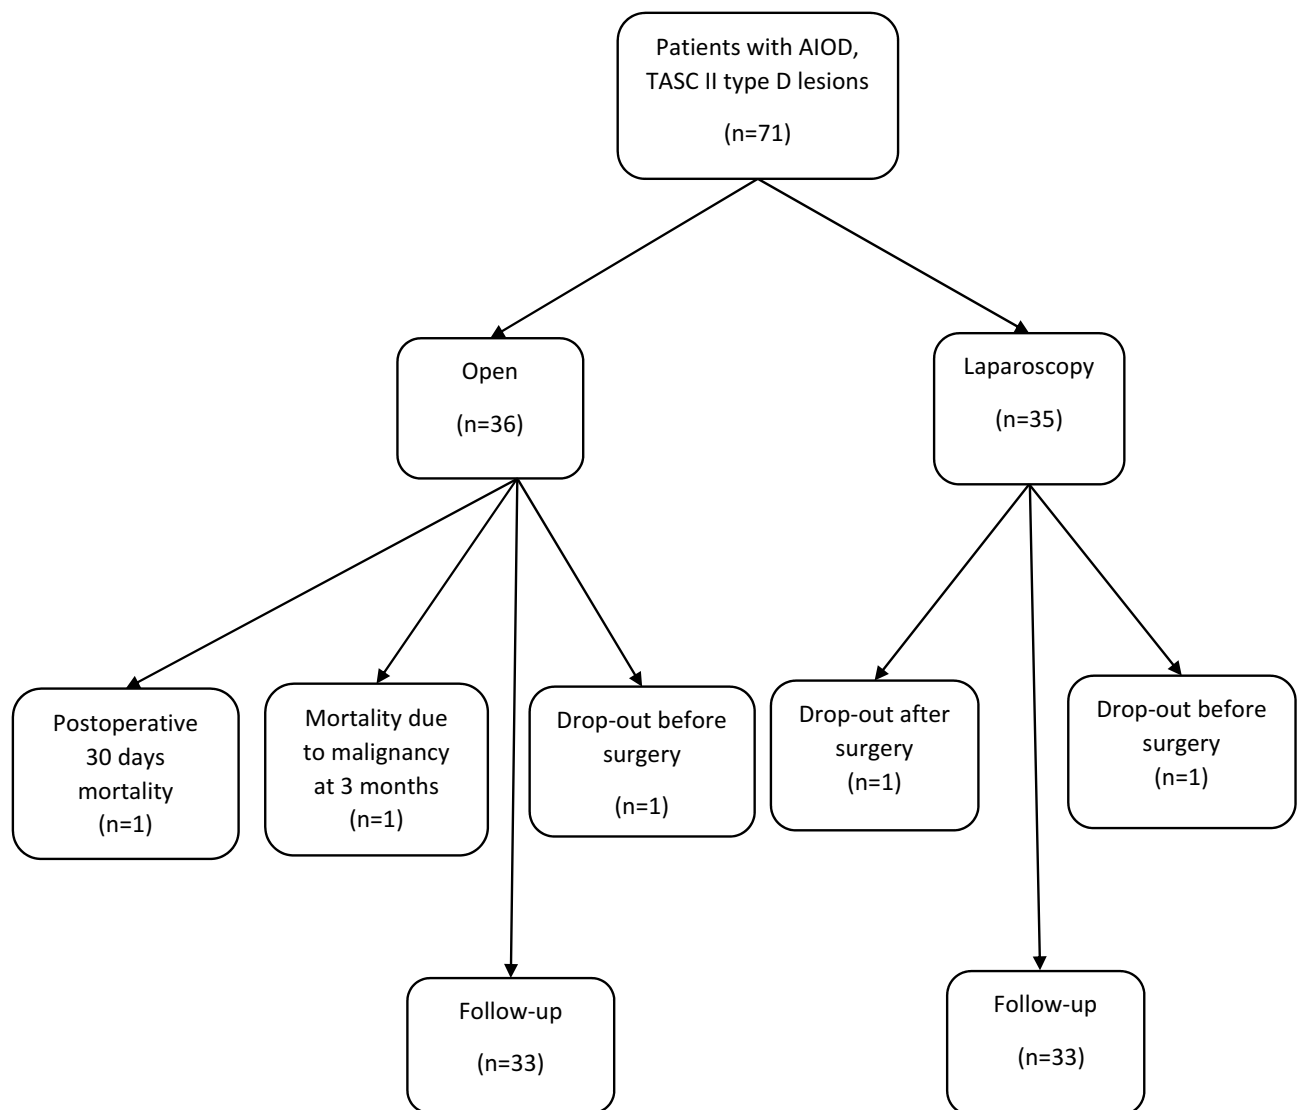 Patients with AIOD,
TASC II type D lesions
(n=71)
Open
(n=36)
Laparoscopy
(n=35)
Postoperative
30 days
mortality
(n=1)
Mortality due
to malignancy
at 3 months
(n=1)
Drop-out before
surgery
(n=1)
Drop-out after
surgery
(n=1)
Drop-out before
surgery
(n=1)
Follow-up
(n=33)
Follow-up
(n=33)